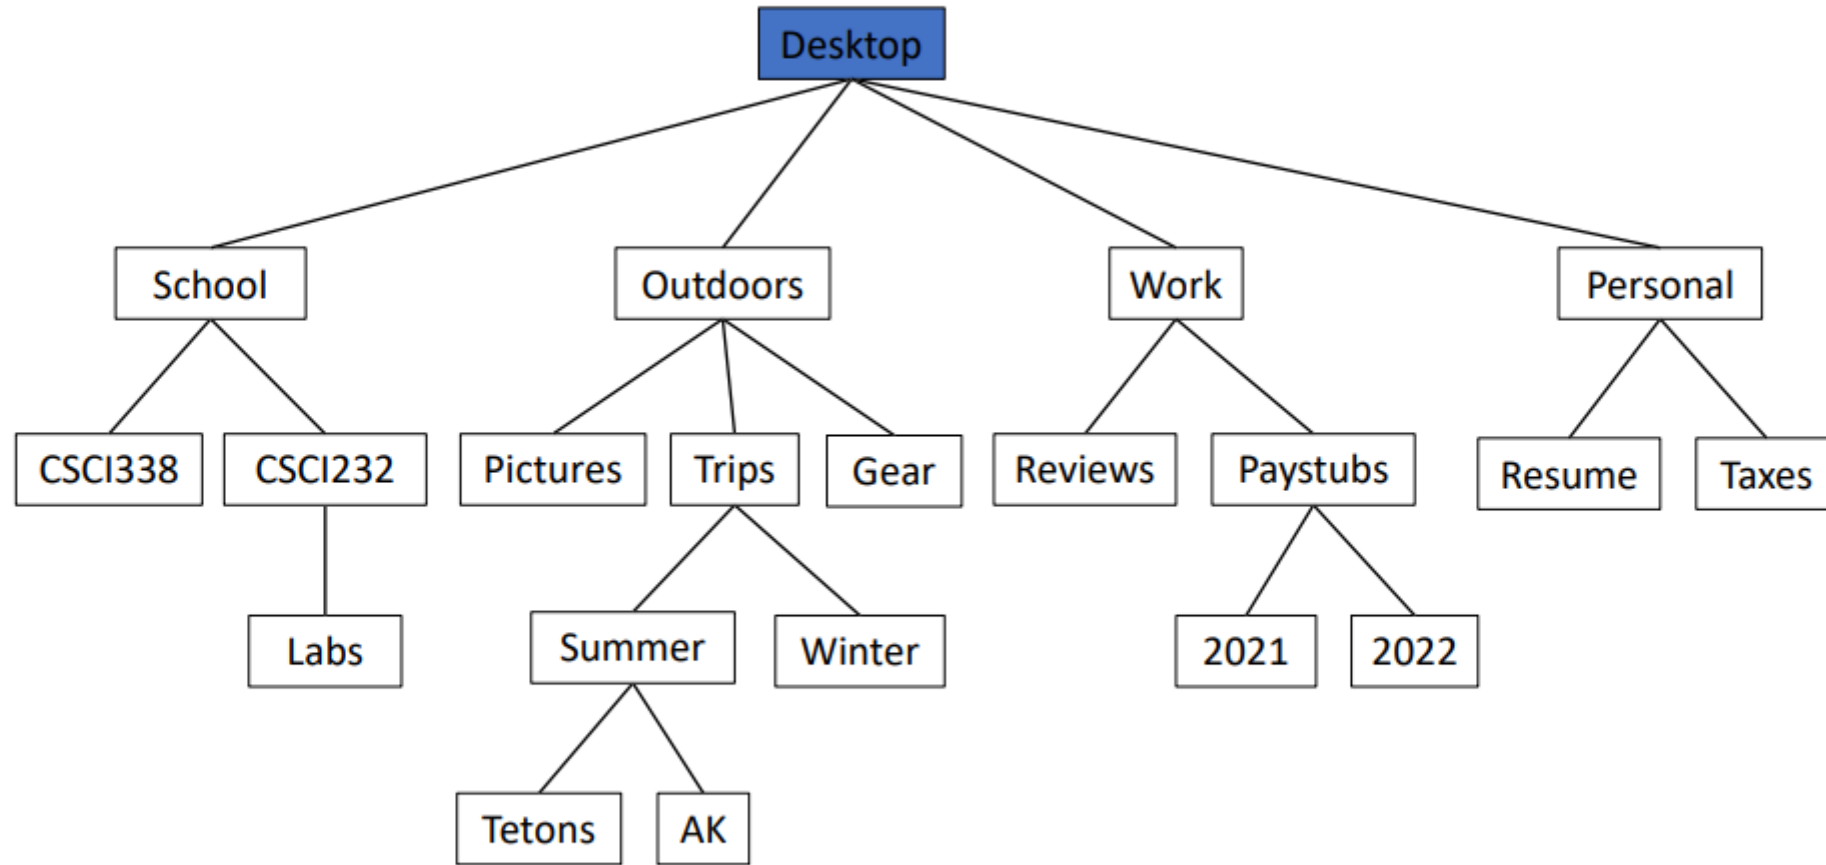 Desktop
School
Outdoors
Work
Personal
CSCI338
CSCI232
Pictures
Trips
Gear
Reviews
Paystubs
Resume
Taxes
Labs
Summer
Winter
2021
2022
Tetons
AK